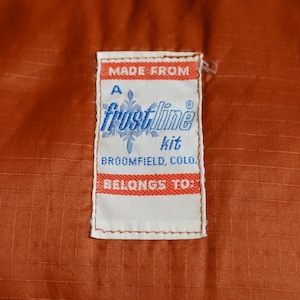 MADE FROM
A
frostline®
kit
BROOMFIELD, COLO.
BELONGS TO: